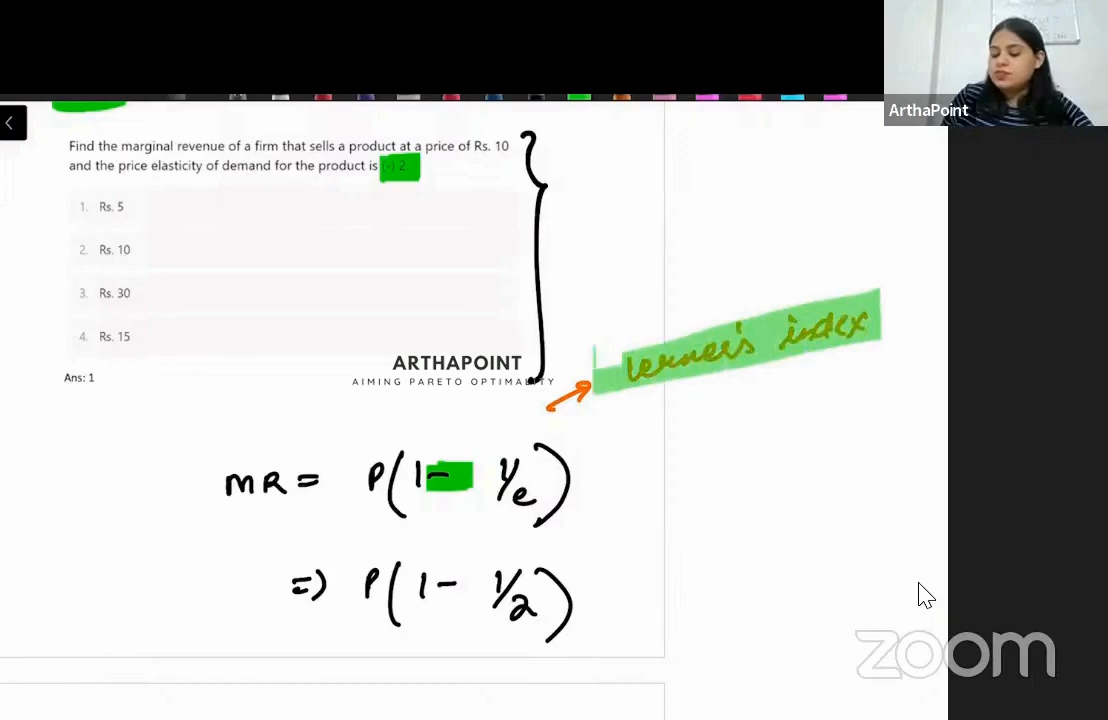 ArthaPoint
Find the marginal revenue of a firm that sells a product at a price of Rs. 10
and the price elasticity of demand for the product is (-) 2
1. Rs. 5
2. Rs. 10
3. Rs. 30
4. Rs. 15
ARTHAPOINT
AIMING PARETO OPTIMALITY
Ans: 1
lerner's index
MR = P(1 - 1/e)
=) P(1 - 1/2)
zoom